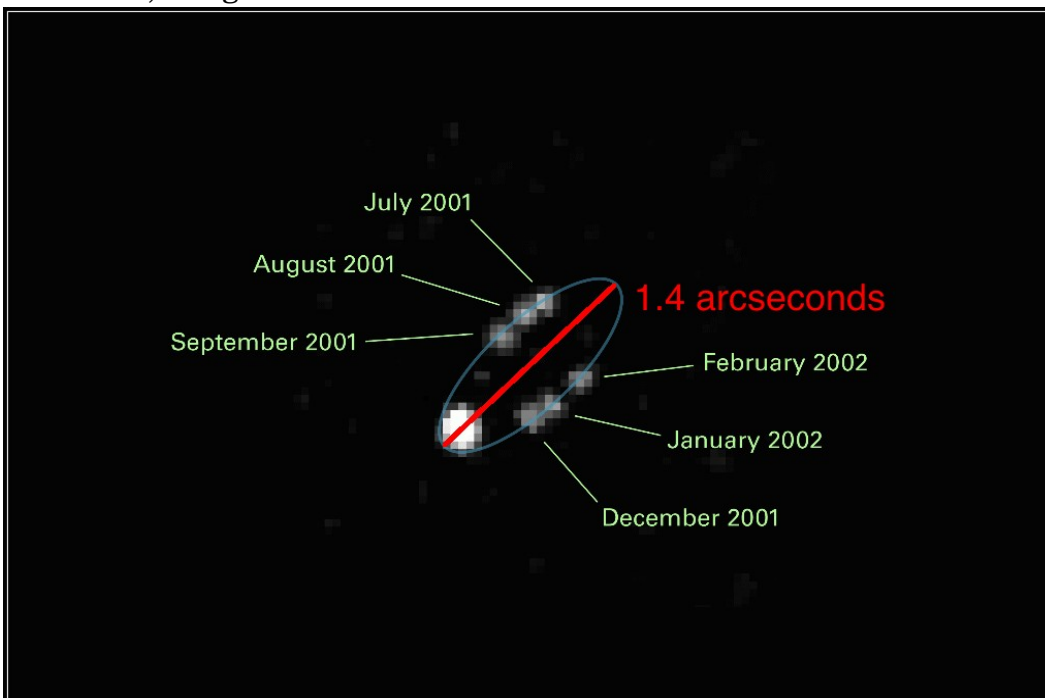 July 2001
August 2001
1.4 arcseconds
September 2001
February 2002
January 2002
December 2001